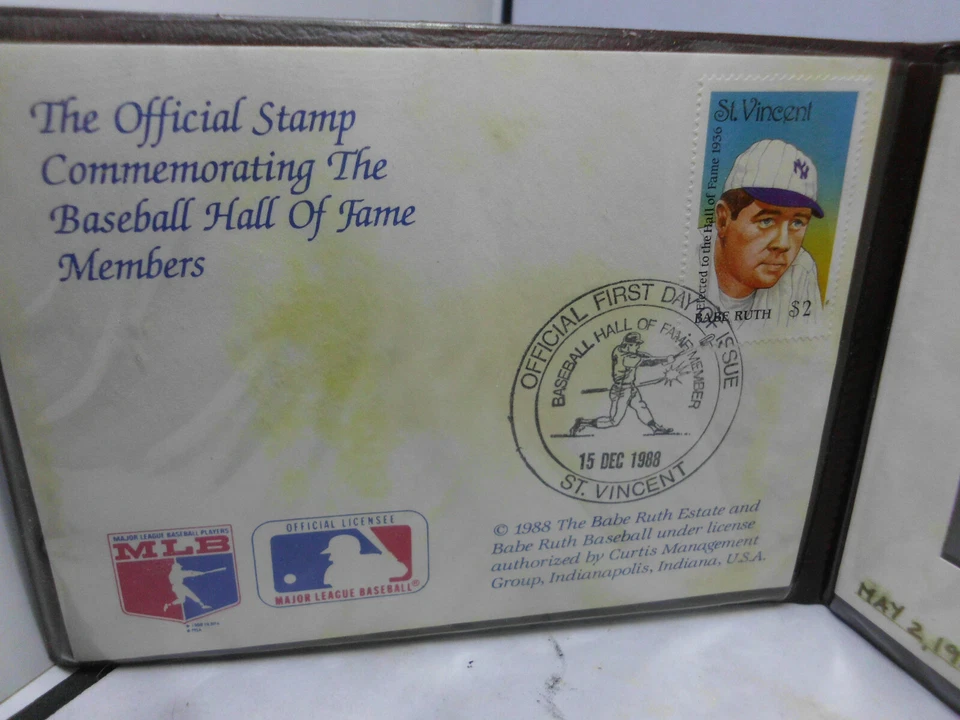 The Official Stamp
Commemorating The
Baseball Hall Of Fame
Members
St. Vincent
Elected to the Hall of Fame 1936
BABE RUTH $2
OFFICIAL FIRST DAY OF ISSUE
BASEBALL HALL OF FAME MEMBER
15 DEC 1988
ST. VINCENT
MAJOR LEAGUE BASEBALL PLAYERS
MLB
OFFICIAL LICENSEE
MAJOR LEAGUE BASEBALL®
© 1988 The Babe Ruth Estate and
Babe Ruth Baseball under license
authorized by Curtis Management
Group, Indianapolis, Indiana, U.S.A.
MAY 2,19